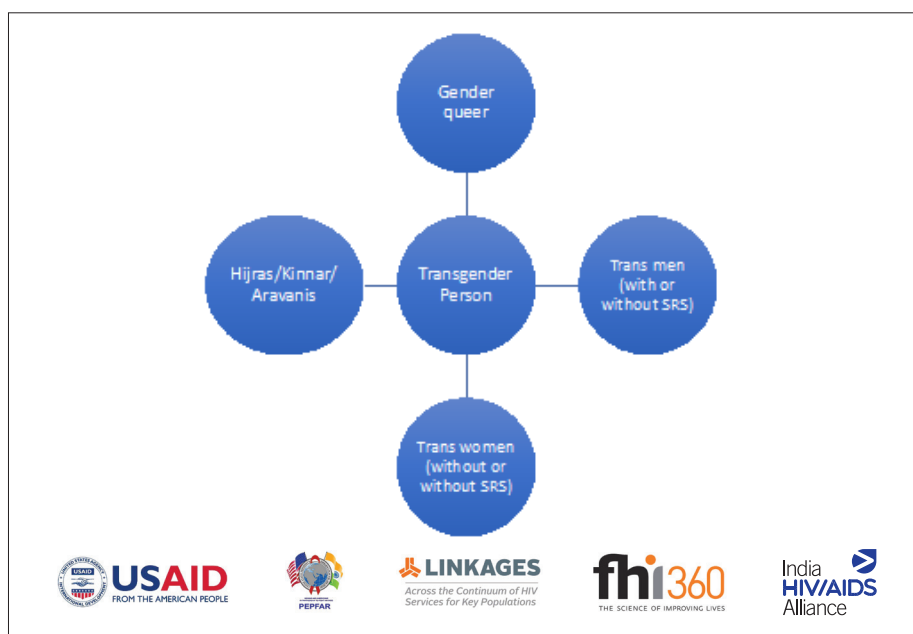 Gender
queer
Hijras/Kinnar/
Aravanis
Transgender
Person
Trans men
(with or
without SRS)
Trans women
(without or
without SRS)
USAID
USAID
FROM THE AMERICAN PEOPLE
PEPFAR
LINKAGES
Across the Continuum of HIV
Services for Key Populations
fhi360
THE SCIENCE OF IMPROVING LIVES
India
HIV/AIDS
Alliance